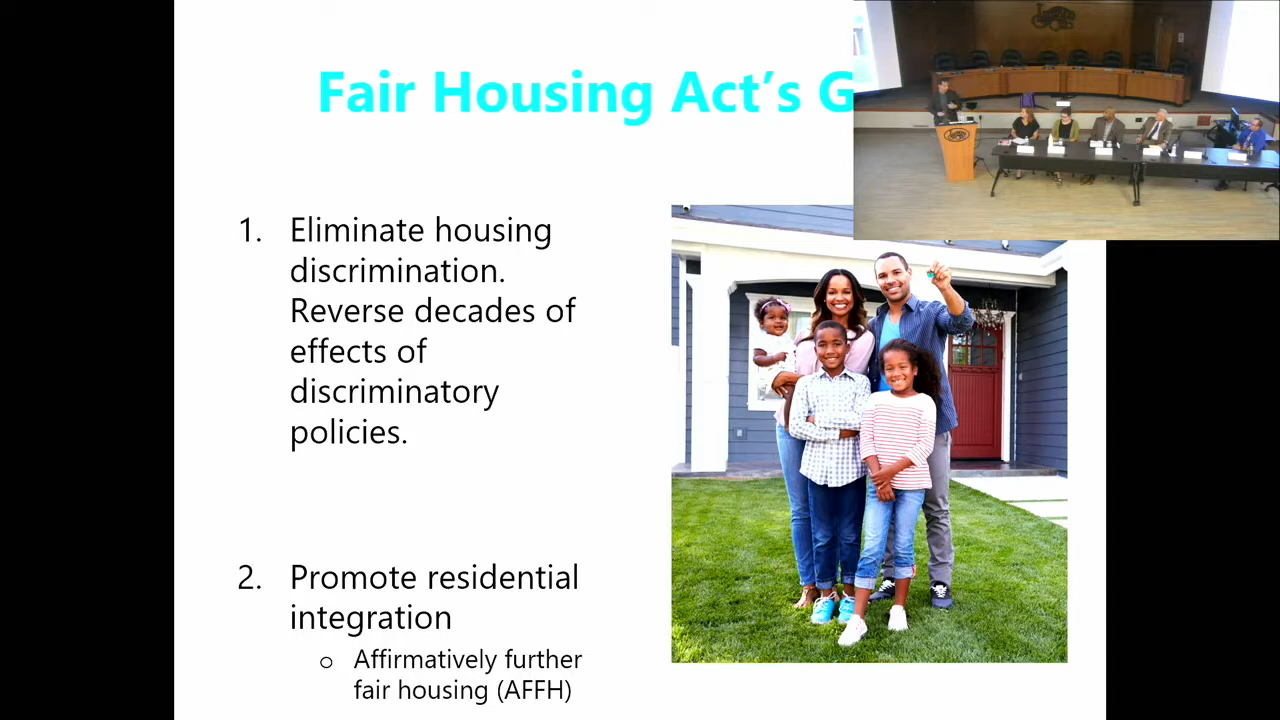 Fair Housing Act's G
1. Eliminate housing
discrimination.
Reverse decades of
effects of
discriminatory
policies.
2. Promote residential
integration
o Affirmatively further
fair housing (AFFH)